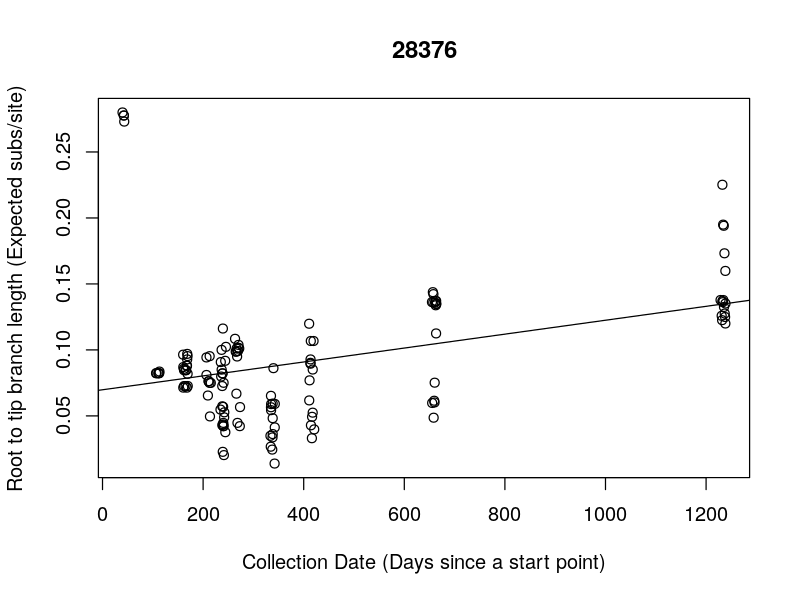 28376
Root to tip branch length (Expected subs/site)
0.25
0.20
0.15
0.10
0.05
0 200 400 600 800 1000 1200
Collection Date (Days since a start point)